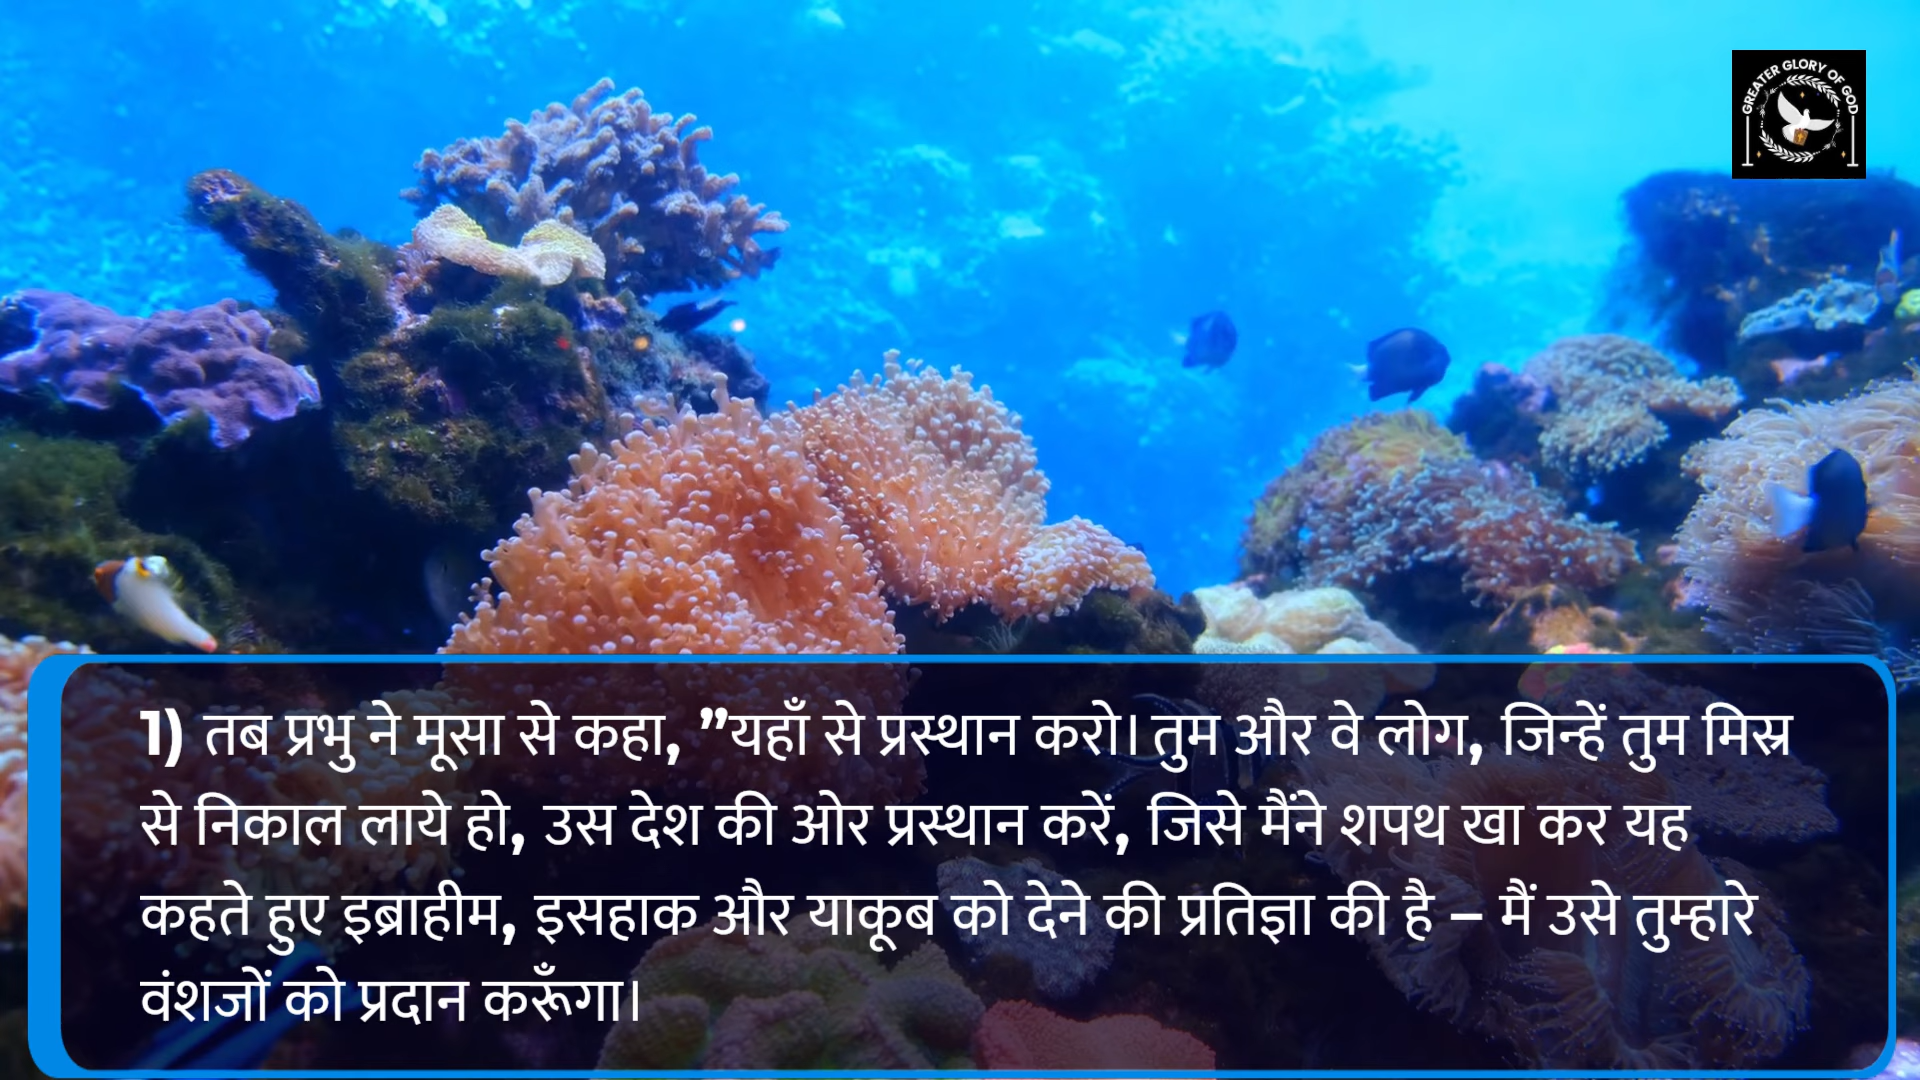 GREATER GLORY OF GOD
1) तब प्रभु ने मूसा से कहा, ”यहाँ से प्रस्थान करो। तुम और वे लोग, जिन्हें तुम मिस्र
से निकाल लाये हो, उस देश की ओर प्रस्थान करें, जिसे मैंने शपथ खा कर यह
कहते हुए इब्राहीम, इसहाक और याकूब को देने की प्रतिज्ञा की है – मैं उसे तुम्हारे
वंशजों को प्रदान करूँगा।